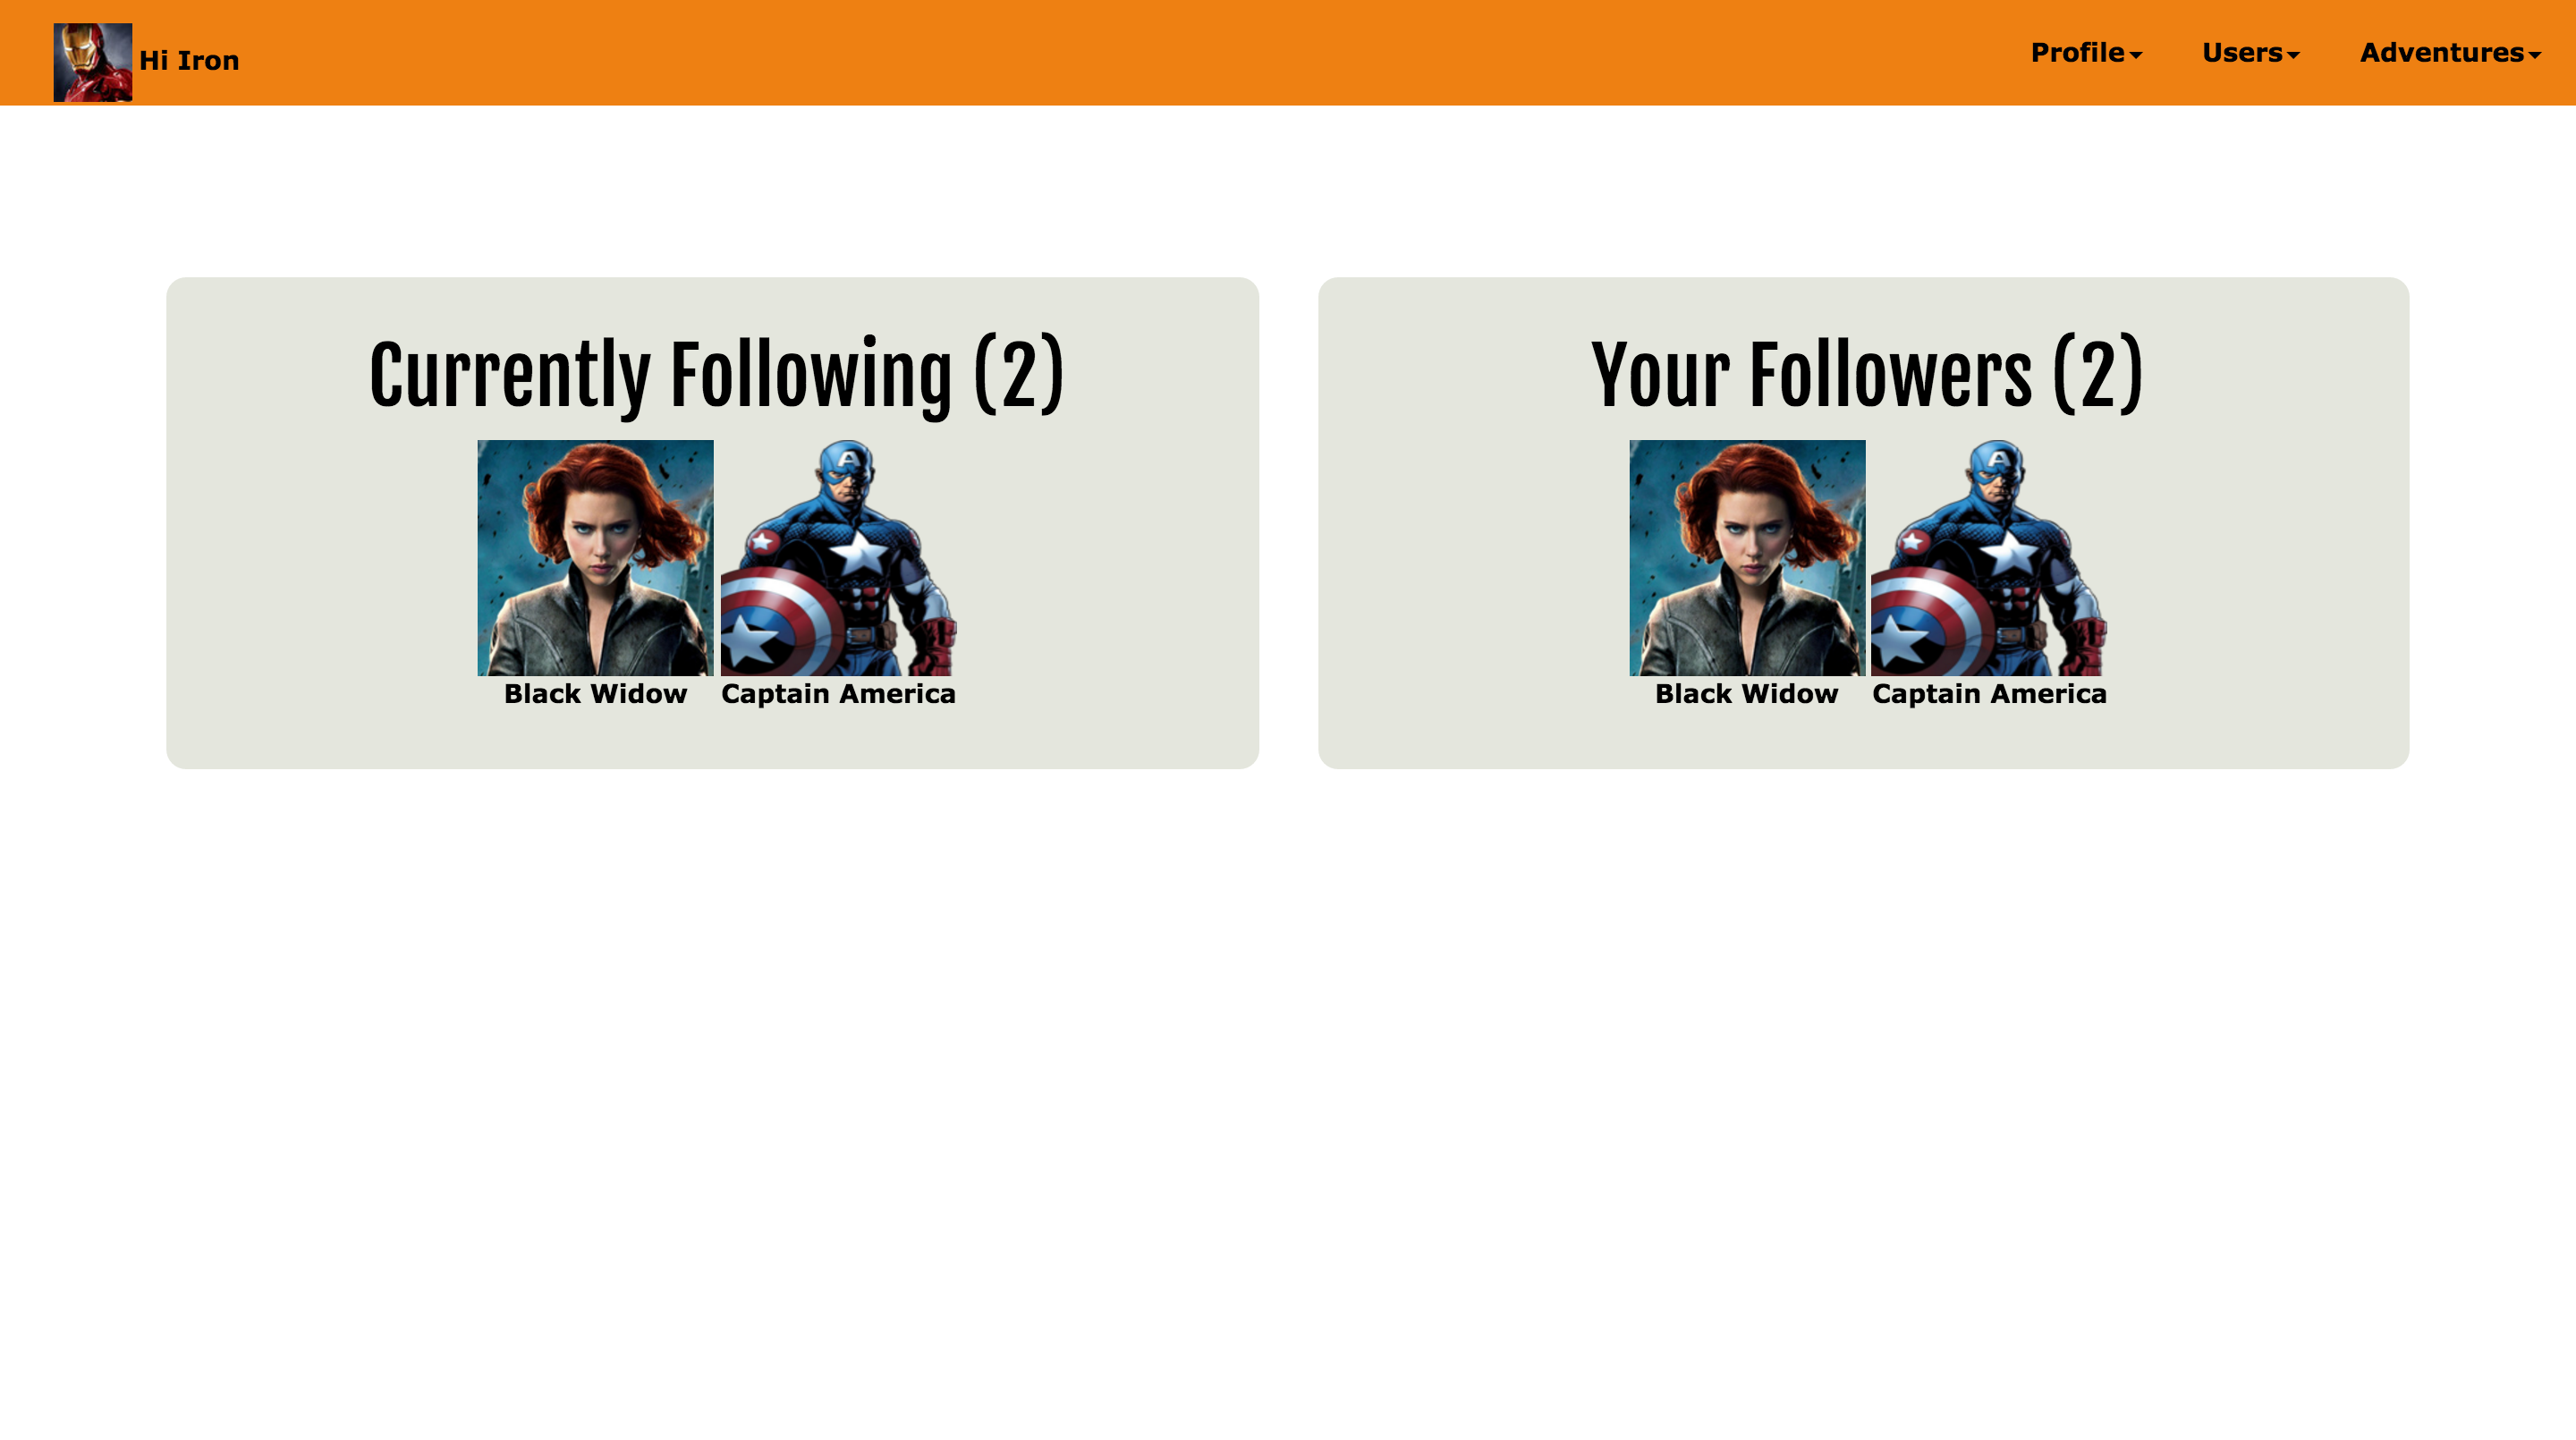 Hi Iron
Profile
Users
Adventures
Currently Following (2)
Black Widow
Captain America
Your Followers (2)
Black Widow
Captain America